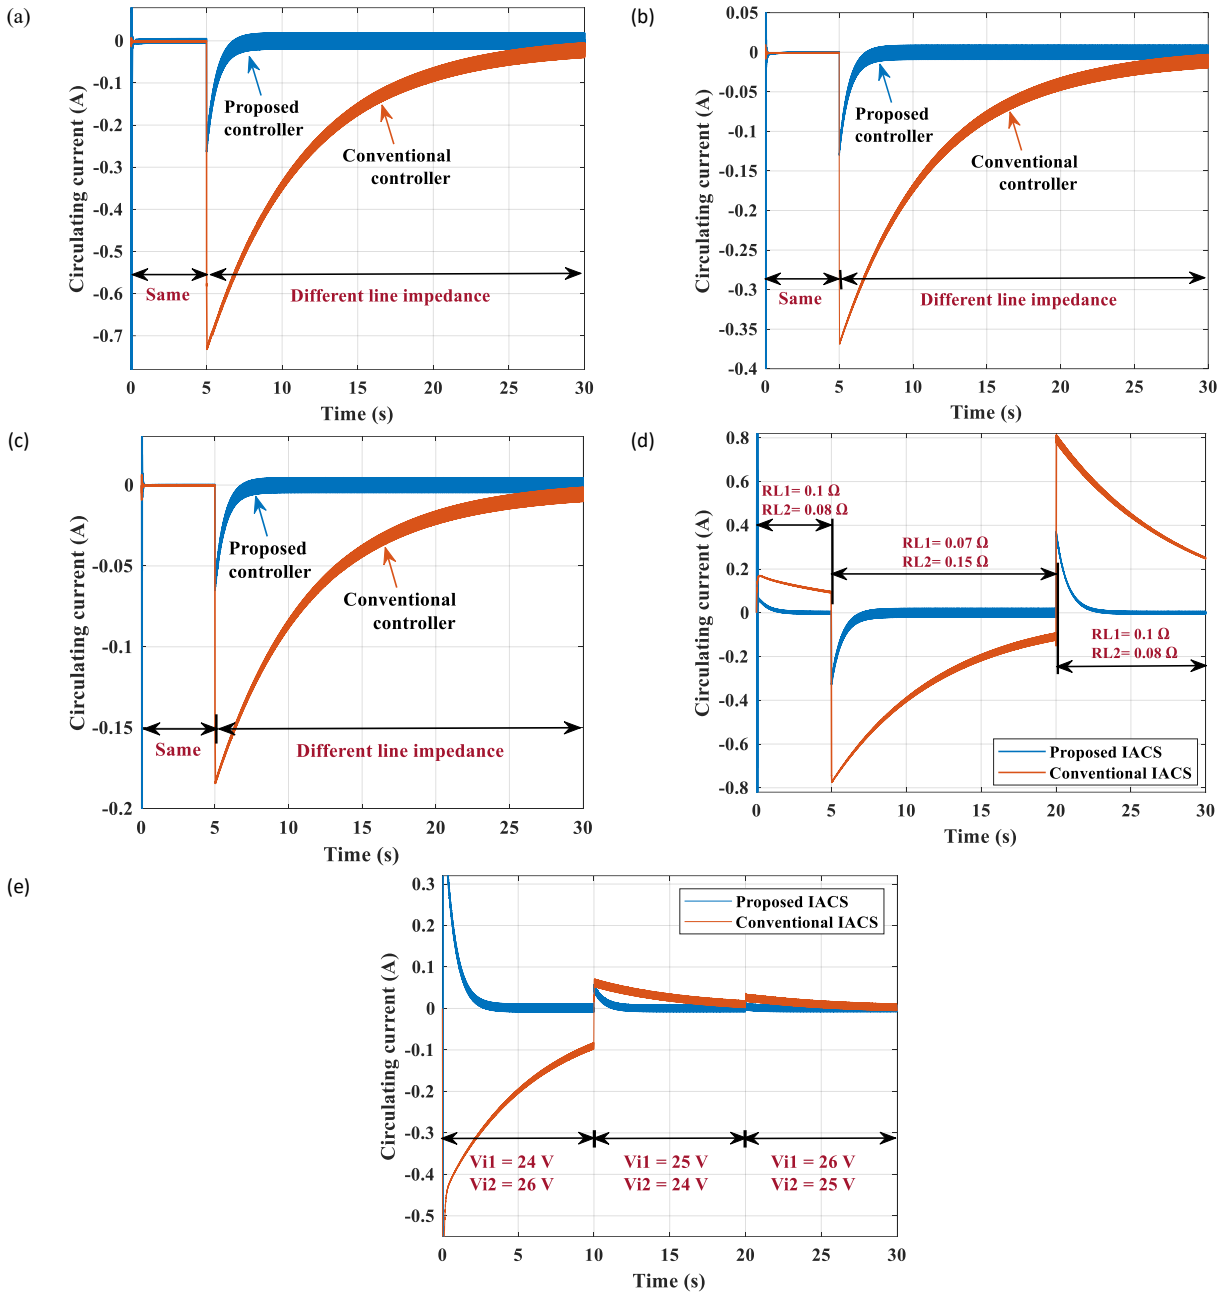 (a)
Circulating current (A)
0
-0.1
-0.2
-0.3
-0.4
-0.5
-0.6
-0.7
Proposed
controller
Conventional
controller
Same
Different line impedance
0 5 10 15 20 25 30
Time (s)
(b)
Circulating current (A)
0.05
0
-0.05
-0.1
-0.15
-0.2
-0.25
-0.3
-0.35
-0.4
Proposed
controller
Conventional
controller
Same
Different line impedance
0 5 10 15 20 25 30
Time (s)
(c)
Circulating current (A)
0
-0.05
-0.1
-0.15
-0.2
Proposed
controller
Conventional
controller
Same
Different line impedance
0 5 10 15 20 25 30
Time (s)
(d)
Circulating current (A)
0.8
0.6
0.4
0.2
0
-0.2
-0.4
-0.6
-0.8
RL1= 0.1 Ω
RL2= 0.08 Ω
RL1= 0.07 Ω
RL2= 0.15 Ω
RL1= 0.1 Ω
RL2= 0.08 Ω
Proposed IACS
Conventional IACS
0 5 10 15 20 25 30
Time (s)
(e)
Circulating current (A)
0.3
0.2
0.1
0
-0.1
-0.2
-0.3
-0.4
-0.5
Proposed IACS
Conventional IACS
Vi1 = 24 V
Vi2 = 26 V
Vi1 = 25 V
Vi2 = 24 V
Vi1 = 26 V
Vi2 = 25 V
0 5 10 15 20 25 30
Time (s)